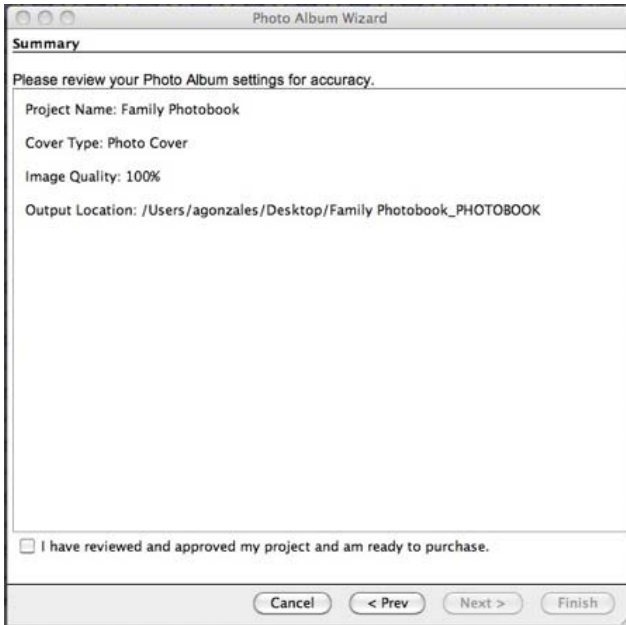 Photo Album Wizard
Summary
Please review your Photo Album settings for accuracy.
Project Name: Family Photobook
Cover Type: Photo Cover
Image Quality: 100%
Output Location: /Users/agonzales/Desktop/Family Photobook_PHOTOBOOK
I have reviewed and approved my project and am ready to purchase.
Cancel < Prev Next > Finish